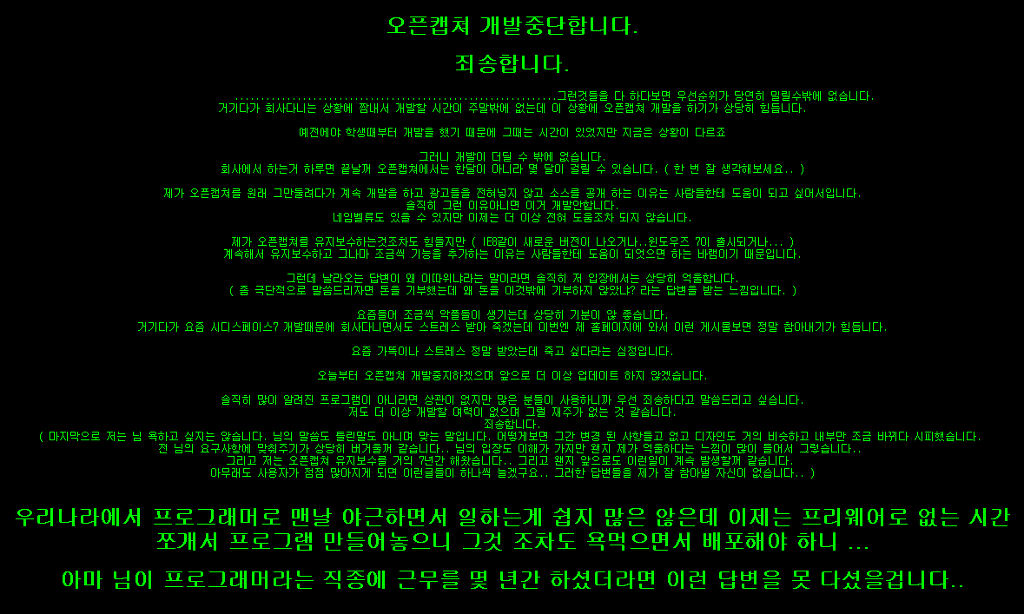 오픈캡쳐 개발중단합니다.
죄송합니다.
..............................................................그런것들을 다 하다보면 우선순위가 당연히 밀릴수밖에 없습니다.
거기다가 회사다니는 상황에 짬내서 개발할 시간이 주말밖에 없는데 이 상황에 오픈캡쳐 개발을 하기가 상당히 힘듭니다.
예전에야 학생때부터 개발을 했기 때문에 그때는 시간이 있었지만 지금은 상황이 다르죠
그러니 개발이 더딜 수 밖에 없습니다.
회사에서 하는거 하루면 끝날꺼 오픈캡쳐에서는 한달이 아니라 몇 달이 걸릴 수 있습니다. ( 한 번 잘 생각해보세요.. )
제가 오픈캡쳐를 원래 그만둘려다가 계속 개발을 하고 광고들을 전혀넣지 않고 소스를 공개 하는 이유는 사람들한테 도움이 되고 싶어서입니다.
솔직히 그런 이유아니면 이거 개발안합니다.
네임벨류도 있을 수 있지만 이제는 더 이상 전혀 도움조차 되지 않습니다.
제가 오픈캡쳐를 유지보수하는것조차도 힘들지만 ( IE8같이 새로운 버전이 나오거나..윈도우즈 7이 출시되거나... )
계속해서 유지보수하고 그나마 조금씩 기능을 추가하는 이유는 사람들한테 도움이 되었으면 하는 바램이기 때문입니다.
그런데 날라오는 답변이 왜 이따위냐라는 말이라면 솔직히 저 입장에서는 상당히 억울합니다.
( 좀 극단적으로 말씀드리자면 돈을 기부했는데 왜 돈을 이것밖에 기부하지 않았냐? 라는 답변을 받는 느낌입니다. )
요즘들어 조금씩 악플들이 생기는데 상당히 기분이 않 좋습니다.
거기다가 요즘 시디스페이스7 개발때문에 회사다니면서도 스트레스 받아 죽겠는데 이번엔 제 홈페이지에 와서 이런 게시물보면 정말 참아내기가 힘듭니다.
요즘 가뜩이나 스트레스 정말 받았는데 죽고 싶다라는 심정입니다.
오늘부터 오픈캡쳐 개발중지하겠으며 앞으로 더 이상 업데이트 하지 않겠습니다.
솔직히 많이 알려진 프로그램이 아니라면 상관이 없지만 많은 분들이 사용하니까 우선 죄송하다고 말씀드리고 싶습니다.
저도 더 이상 개발할 여력이 없으며 그럴 재주가 없는 것 같습니다.
죄송합니다.
( 마지막으로 저는 님 욕하고 싶지는 않습니다. 님의 말씀도 틀린말도 아니며 맞는 말입니다. 어떻게보면 그간 변경 된 사항들고 없고 디자인도 거의 비슷하고 내부만 조금 바뀌다 시피했습니다.
전 님의 요구사항에 맞춰주기가 상당히 버거울꺼 같습니다.. 님의 입장도 이해가 가지만 왠지 제가 억울하다는 느낌이 많이 들어서 그렇습니다..
그리고 저는 오픈캡쳐 유지보수를 거의 7년간 해왔습니다.. 그리고 왠지 앞으로도 이런일이 계속 발생할꺼 같습니다.
아무래도 사용자가 점점 많아지게 되면 이런글들이 하나씩 늘겠구요.. 그러한 답변들을 제가 잘 참아낼 자신이 없습니다.. )
우리나라에서 프로그래머로 맨날 야근하면서 일하는게 쉽지 많은 않은데 이제는 프리웨어로 없는 시간
쪼개서 프로그램 만들어놓으니 그것 조차도 욕먹으면서 배포해야 하니 ...
아마 님이 프로그래머라는 직종에 근무를 몇 년간 하셨더라면 이런 답변을 못 다셨을겁니다..